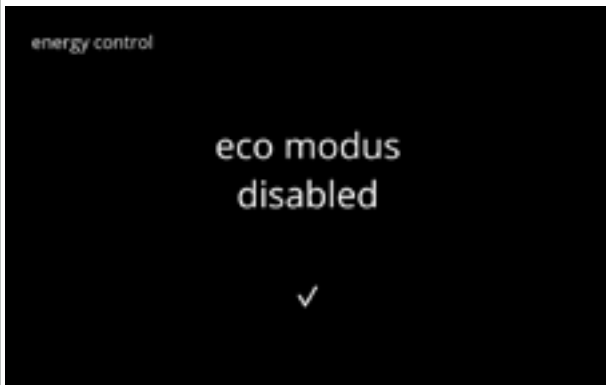 energy control
eco modus
disabled